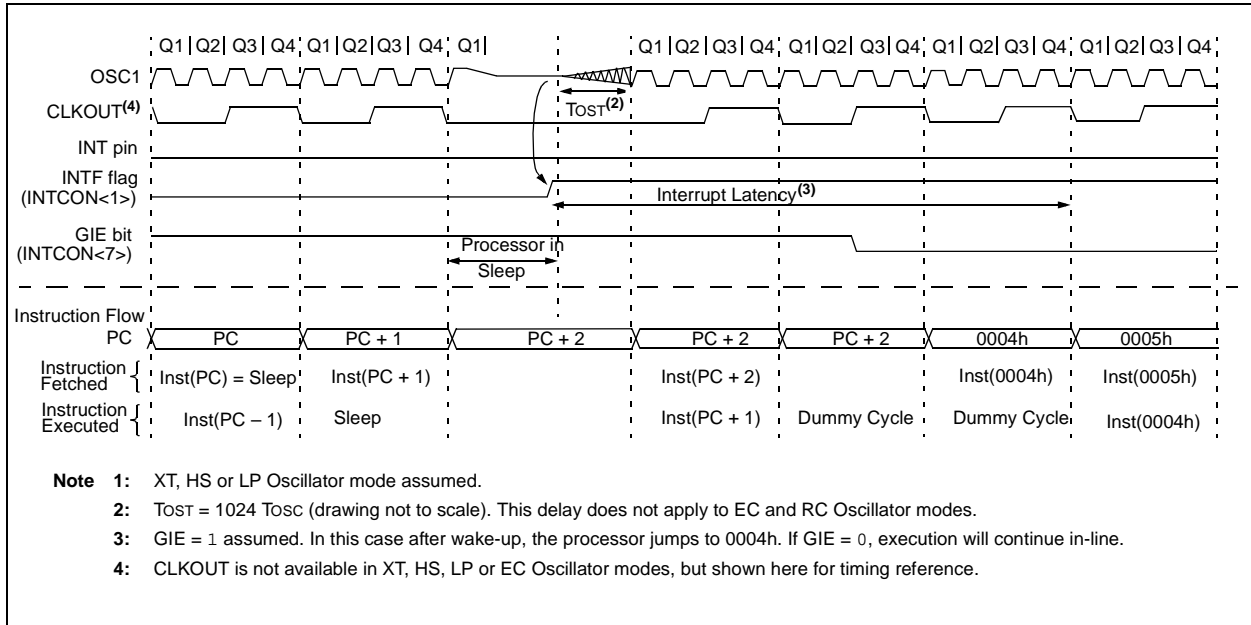 Q1 Q2 Q3 Q4 Q1 Q2 Q3 Q4 Q1 Q1 Q2 Q3 Q4 Q1 Q2 Q3 Q4 Q1 Q2 Q3 Q4 Q1 Q2 Q3 Q4
OSC1
TOST(2)
CLKOUT(4)
INT pin
INTF flag
(INTCON<1>)
Interrupt Latency(3)
GIE bit
(INTCON<7>)
Processor in
Sleep
Instruction Flow
PC PC PC + 1 PC + 2 PC + 2 PC + 2 0004h 0005h
Instruction
Fetched
Inst(PC) = Sleep Inst(PC + 1) Inst(PC + 2) Inst(0004h) Inst(0005h)
Instruction
Executed
Inst(PC – 1) Sleep Inst(PC + 1) Dummy Cycle Dummy Cycle Inst(0004h)
Note 1: XT, HS or LP Oscillator mode assumed.
2: TOST = 1024 TOSC (drawing not to scale). This delay does not apply to EC and RC Oscillator modes.
3: GIE = 1 assumed. In this case after wake-up, the processor jumps to 0004h. If GIE = 0, execution will continue in-line.
4: CLKOUT is not available in XT, HS, LP or EC Oscillator modes, but shown here for timing reference.